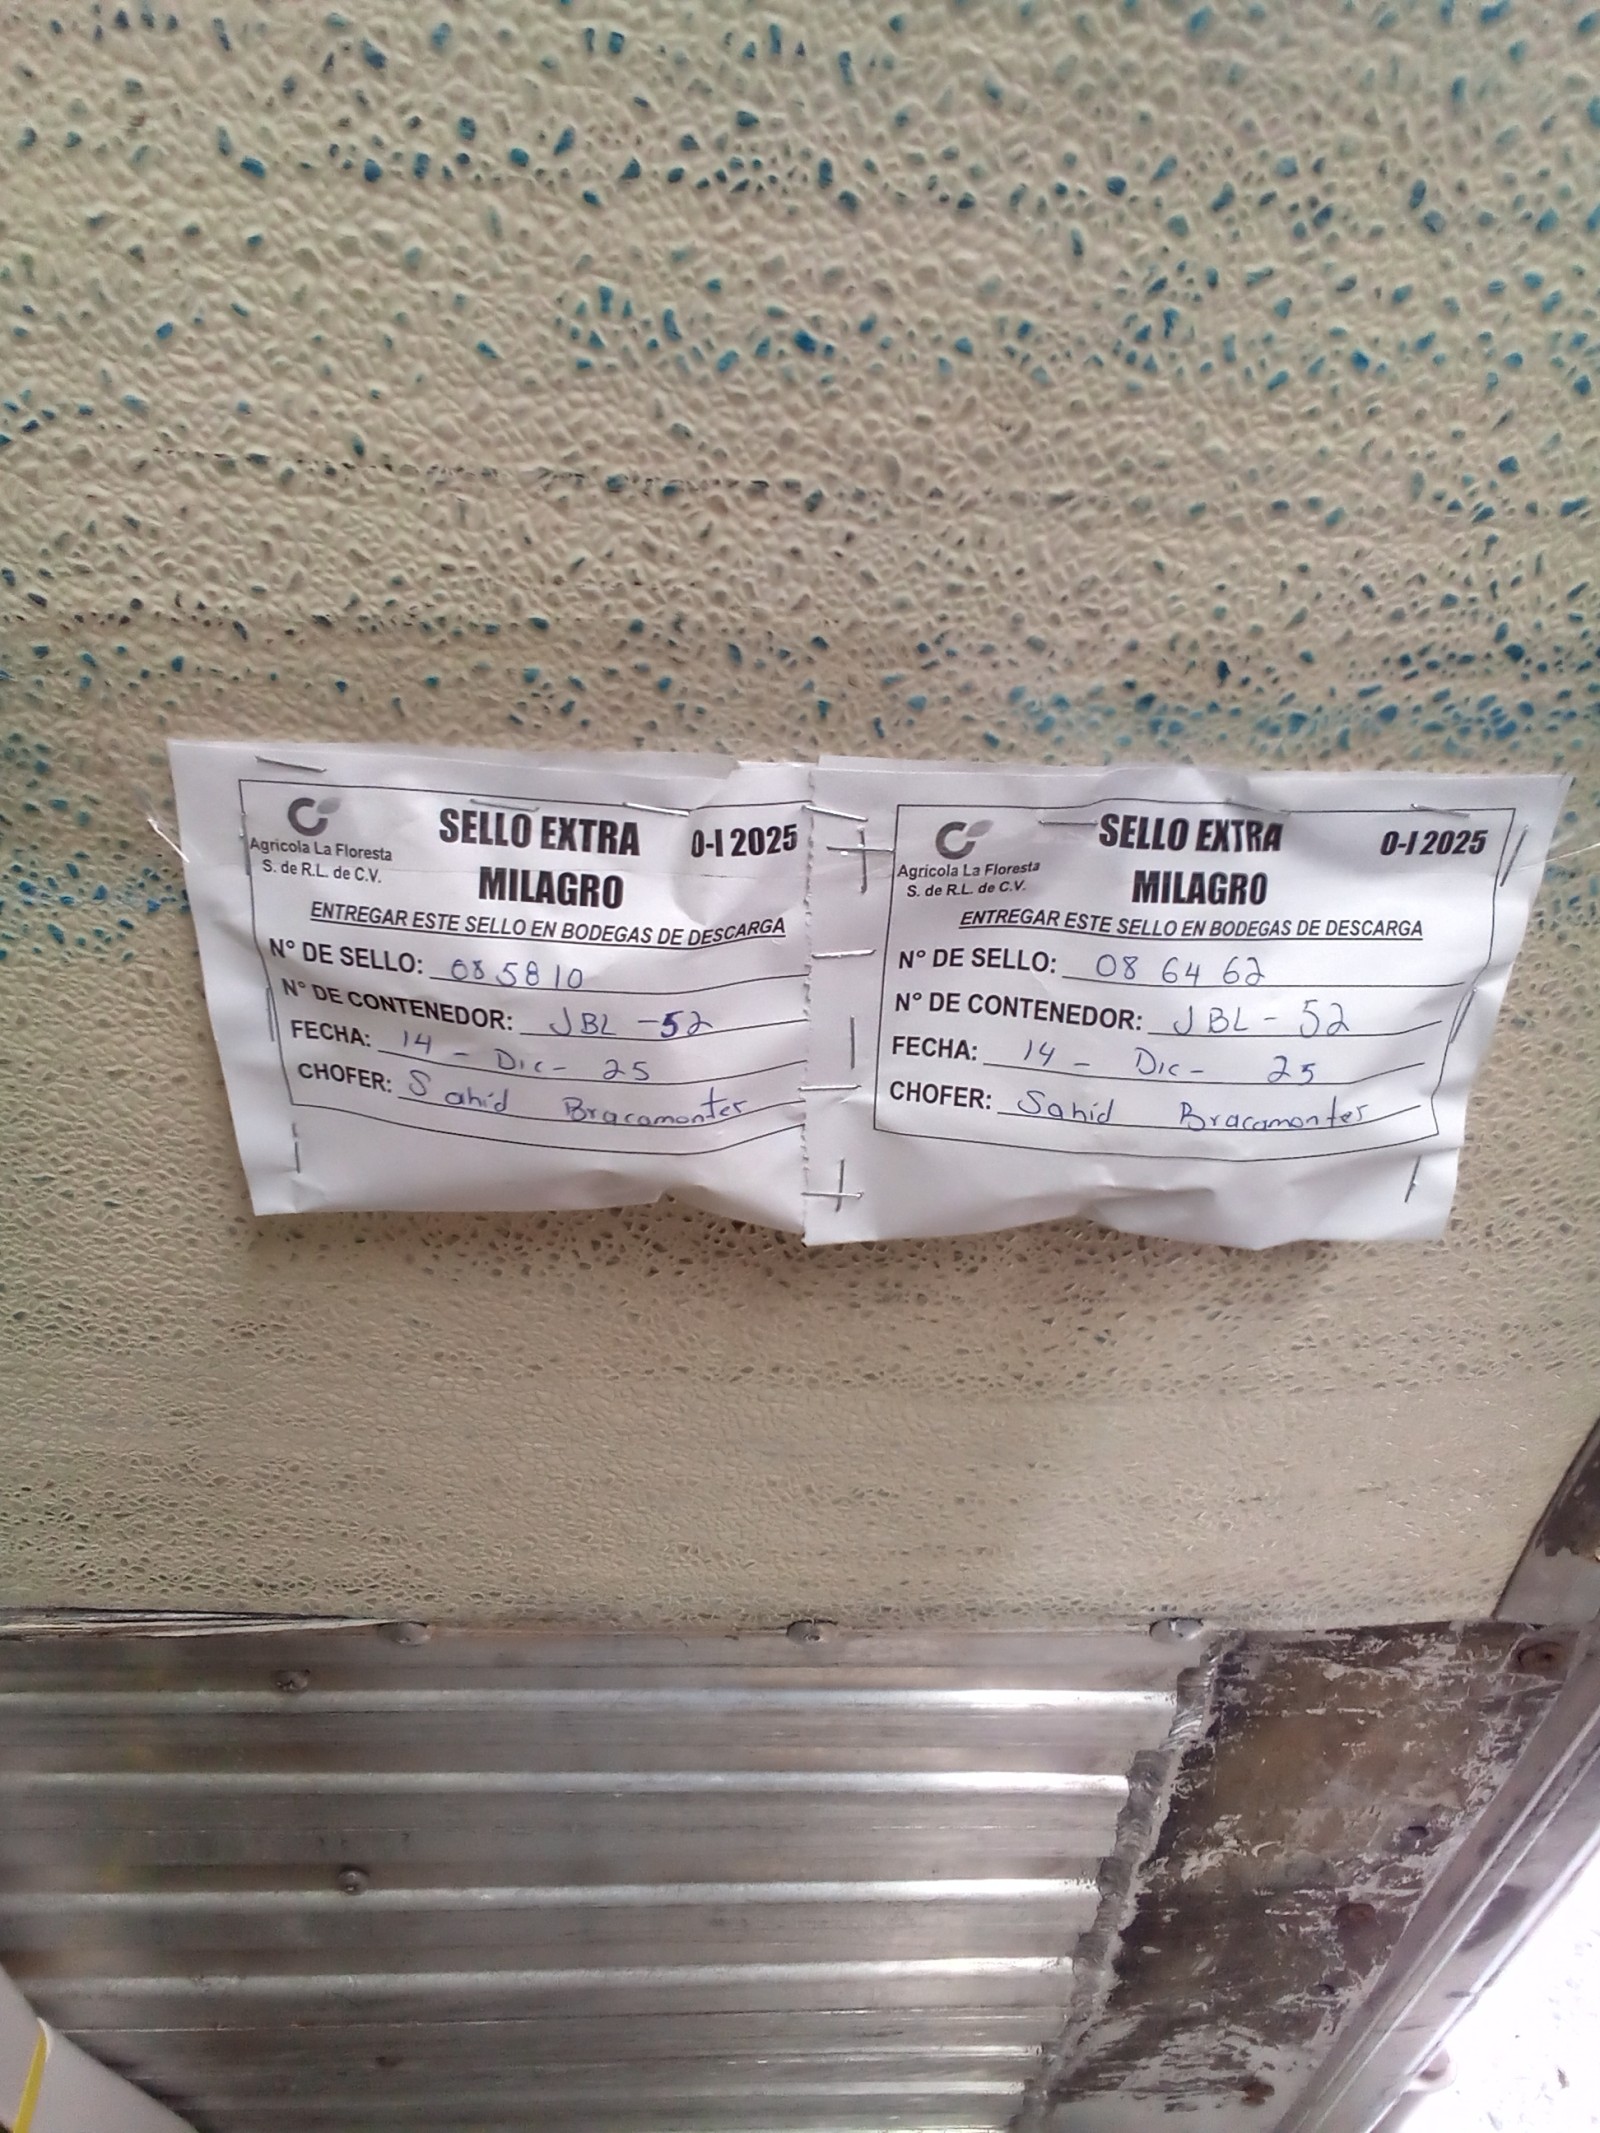 Agricola La Floresta
S. de R.L. de C.V.
SELLO EXTRA
MILAGRO
O-I 2025
ENTREGAR ESTE SELLO EN BODEGAS DE DESCARGA
N° DE SELLO: 085810
N° DE CONTENEDOR: JBL -52
FECHA: 14 - Dic - 25
CHOFER: Sahid Bracamontes
Agricola La Floresta
S. de R.L. de C.V.
SELLO EXTRA
MILAGRO
O-I 2025
ENTREGAR ESTE SELLO EN BODEGAS DE DESCARGA
N° DE SELLO: 08 64 62
N° DE CONTENEDOR: JBL - 52
FECHA: 14 - Dic - 25
CHOFER: Sahid Bracamontes